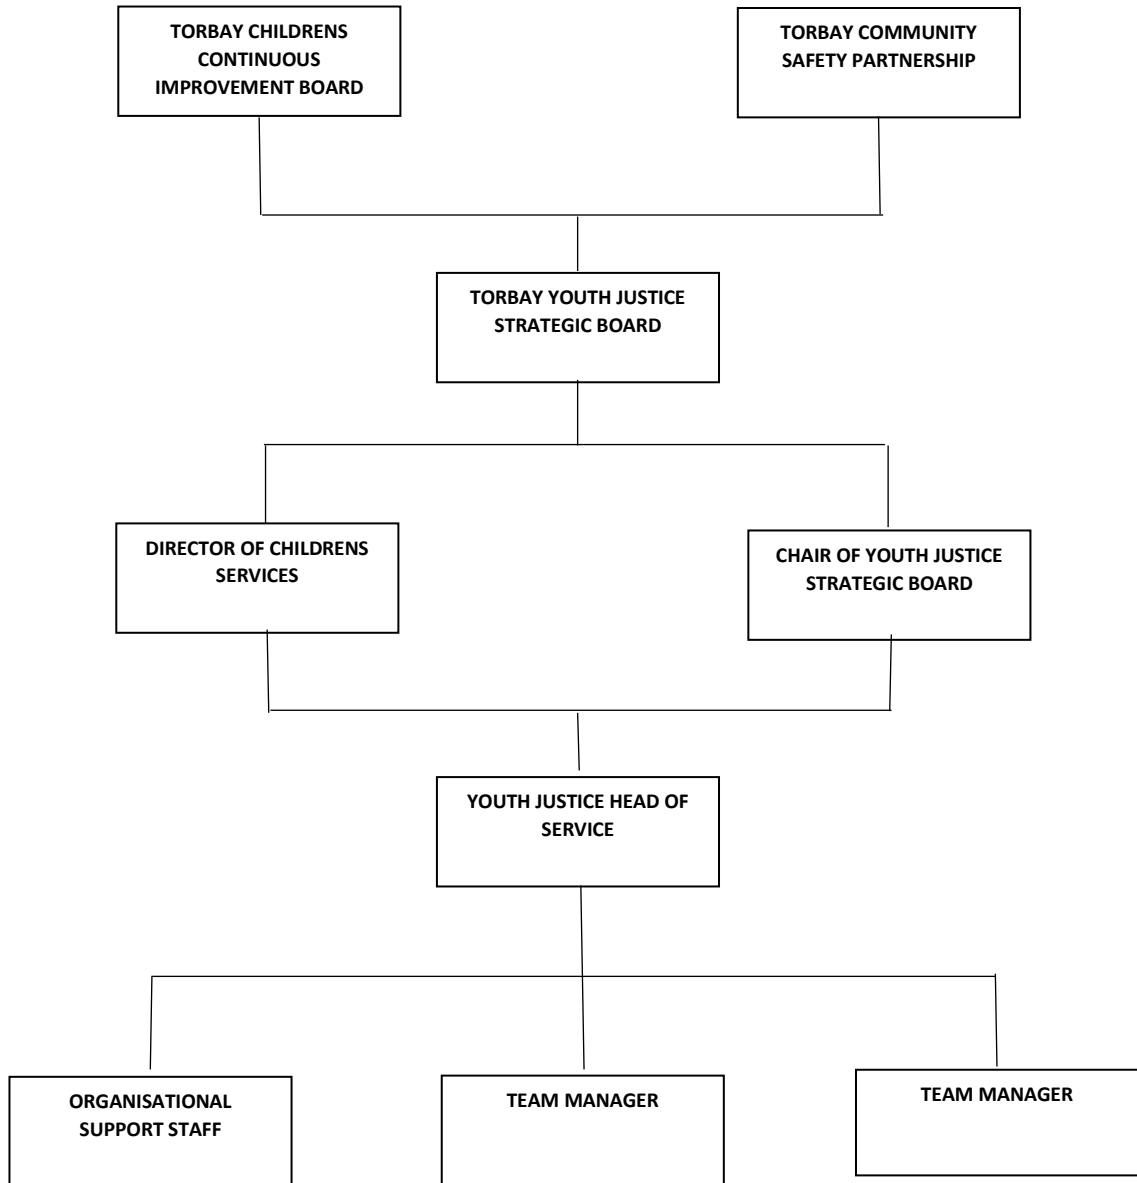 TORBAY CHILDRENS
CONTINUOUS
IMPROVEMENT BOARD
TORBAY COMMUNITY
SAFETY PARTNERSHIP
TORBAY YOUTH JUSTICE
STRATEGIC BOARD
DIRECTOR OF CHILDRENS
SERVICES
CHAIR OF YOUTH JUSTICE
STRATEGIC BOARD
YOUTH JUSTICE HEAD OF
SERVICE
ORGANISATIONAL
SUPPORT STAFF
TEAM MANAGER
TEAM MANAGER